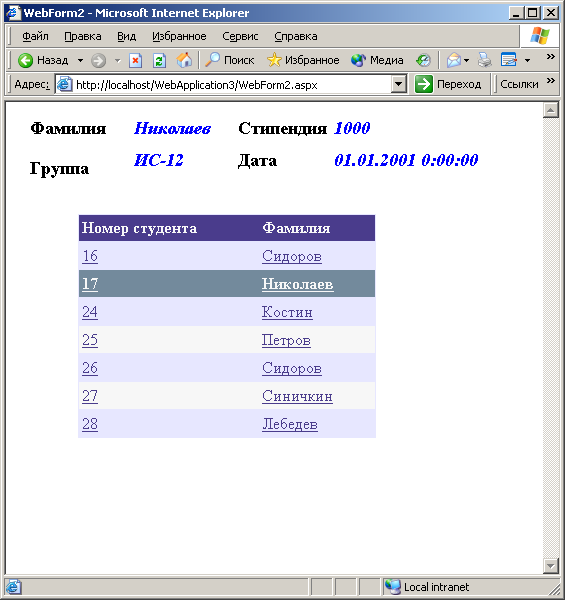 WebForm2 - Microsoft Internet Explorer
Файл Правка Вид Избранное Сервис Справка
Назад Поиск Избранное Медиа »
Адрес: http://localhost/WebApplication3/WebForm2.aspx Переход Ссылки »
Фамилия Николаев Стипендия 1000
Группа ИС-12 Дата 01.01.2001 0:00:00
Номер студента Фамилия
16 Сидоров
17 Николаев
24 Костин
25 Петров
26 Сидоров
27 Синичкин
28 Лебедев
Local intranet